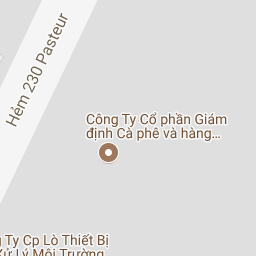 Hẻm 230 Pasteur
Công Ty Cổ phần Giám
định Cà phê và hàng...
Ty Cp Lò Thiết Bị
Xử Lý Môi Trường